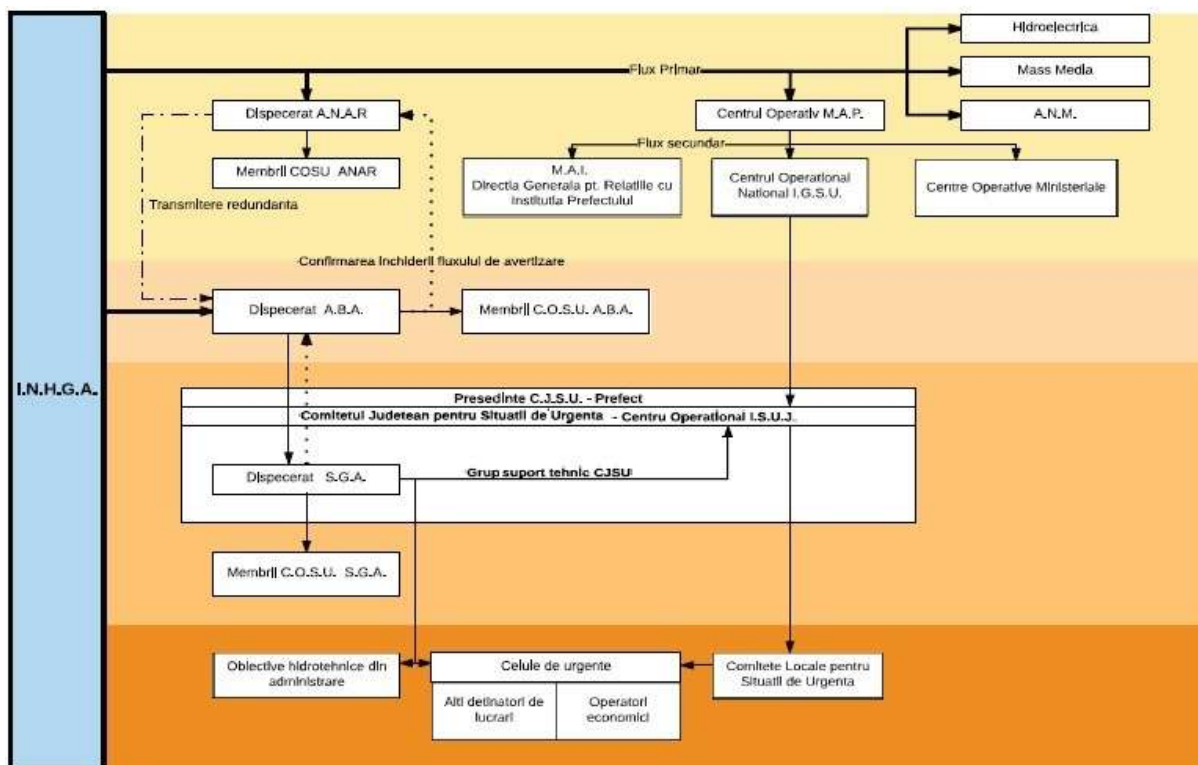 Hidroelectrica
Flux Primar
Mass Media
Dispecerat A.N.A.R
Centrul Operativ M.A.P.
A.N.M.
Flux secundar
Membrii COSU ANAR
M.A.I.
Directia Generala pt. Relatiile cu
Institutia Prefectului
Centrul Operational
National I.G.S.U.
Centre Operative Ministeriale
Transmitere redundanta
Confirmarea inchiderii fluxului de avertizare
Dispecerat A.B.A.
Membrii C.O.S.U. A.B.A.
I.N.H.G.A.
Presedinte C.J.S.U. - Prefect
Comitetul Judetean pentru Situatii de Urgenta - Centru Operational I.S.U.J.
Dispecerat S.G.A.
Grup suport tehnic CJSU
Membrii C.O.S.U. S.G.A.
Obiective hidrotehnice din
administrare
Celule de urgente
Comitete Locale pentru
Situatii de Urgenta
Alti detinatori de
lucrari
Operatori
economici